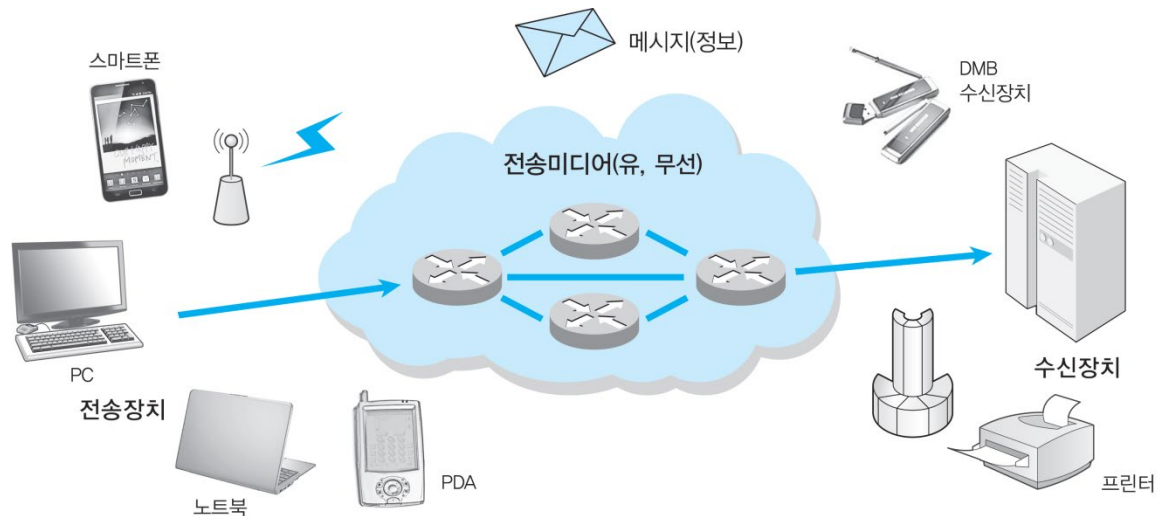 메시지(정보)
스마트폰
DMB
수신장치
전송미디어(유, 무선)
PC
전송장치
수신장치
노트북
PDA
프린터